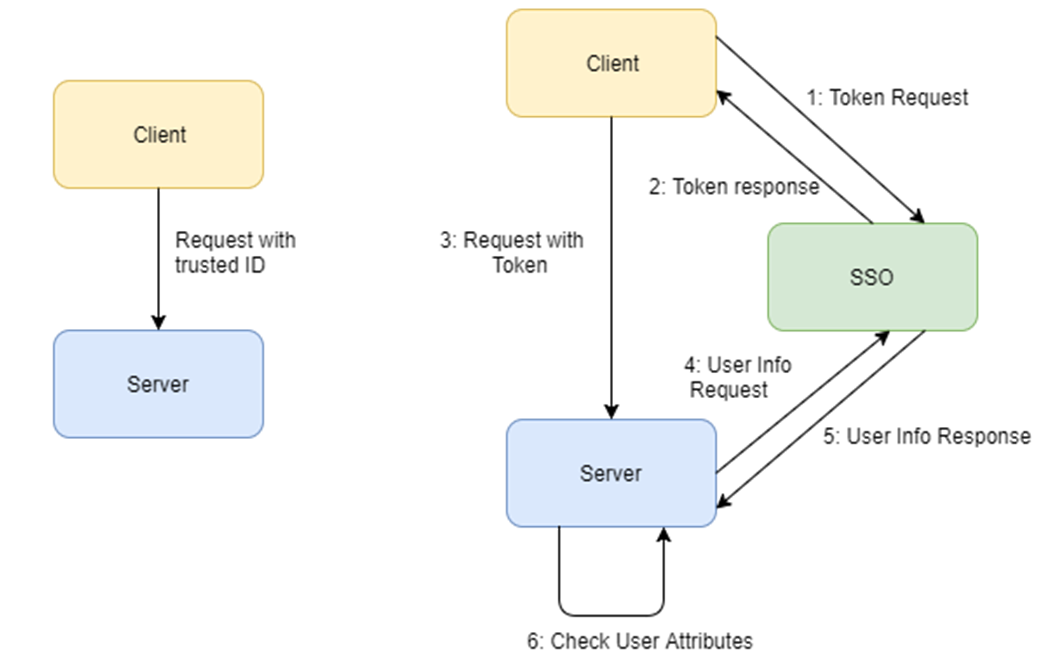 Client
Request with
trusted ID
Server
Client
1: Token Request
2: Token response
3: Request with
Token
SSO
4: User Info
Request
5: User Info Response
Server
6: Check User Attributes